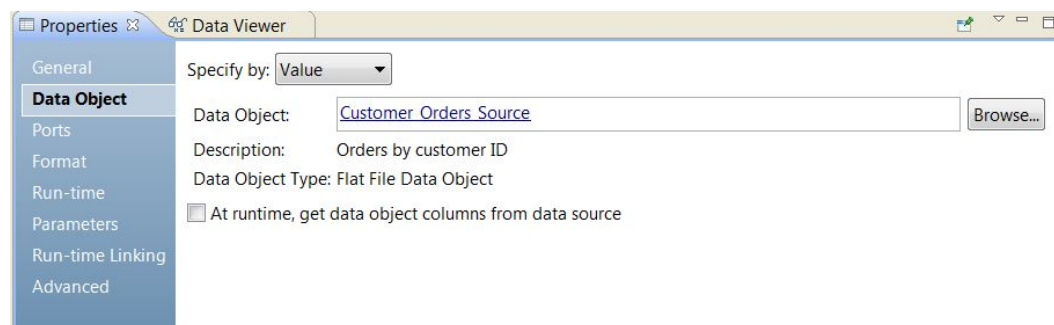 Properties Data Viewer
General
Specify by: Value
Data Object
Data Object: Customer_Orders_Source Browse...
Ports
Description: Orders by customer ID
Format
Data Object Type: Flat File Data Object
Run-time
At runtime, get data object columns from data source
Parameters
Run-time Linking
Advanced